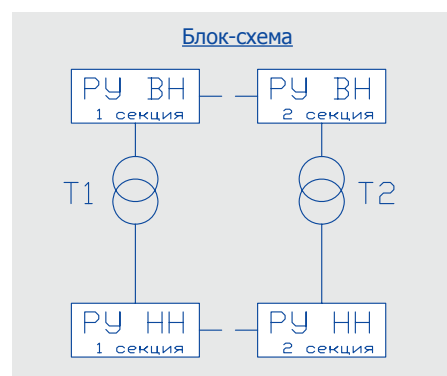 Блок-схема
РУ ВН РУ ВН
1 секция 2 секция
Т1 Т2
РУ НН РУ НН
1 секция 2 секция